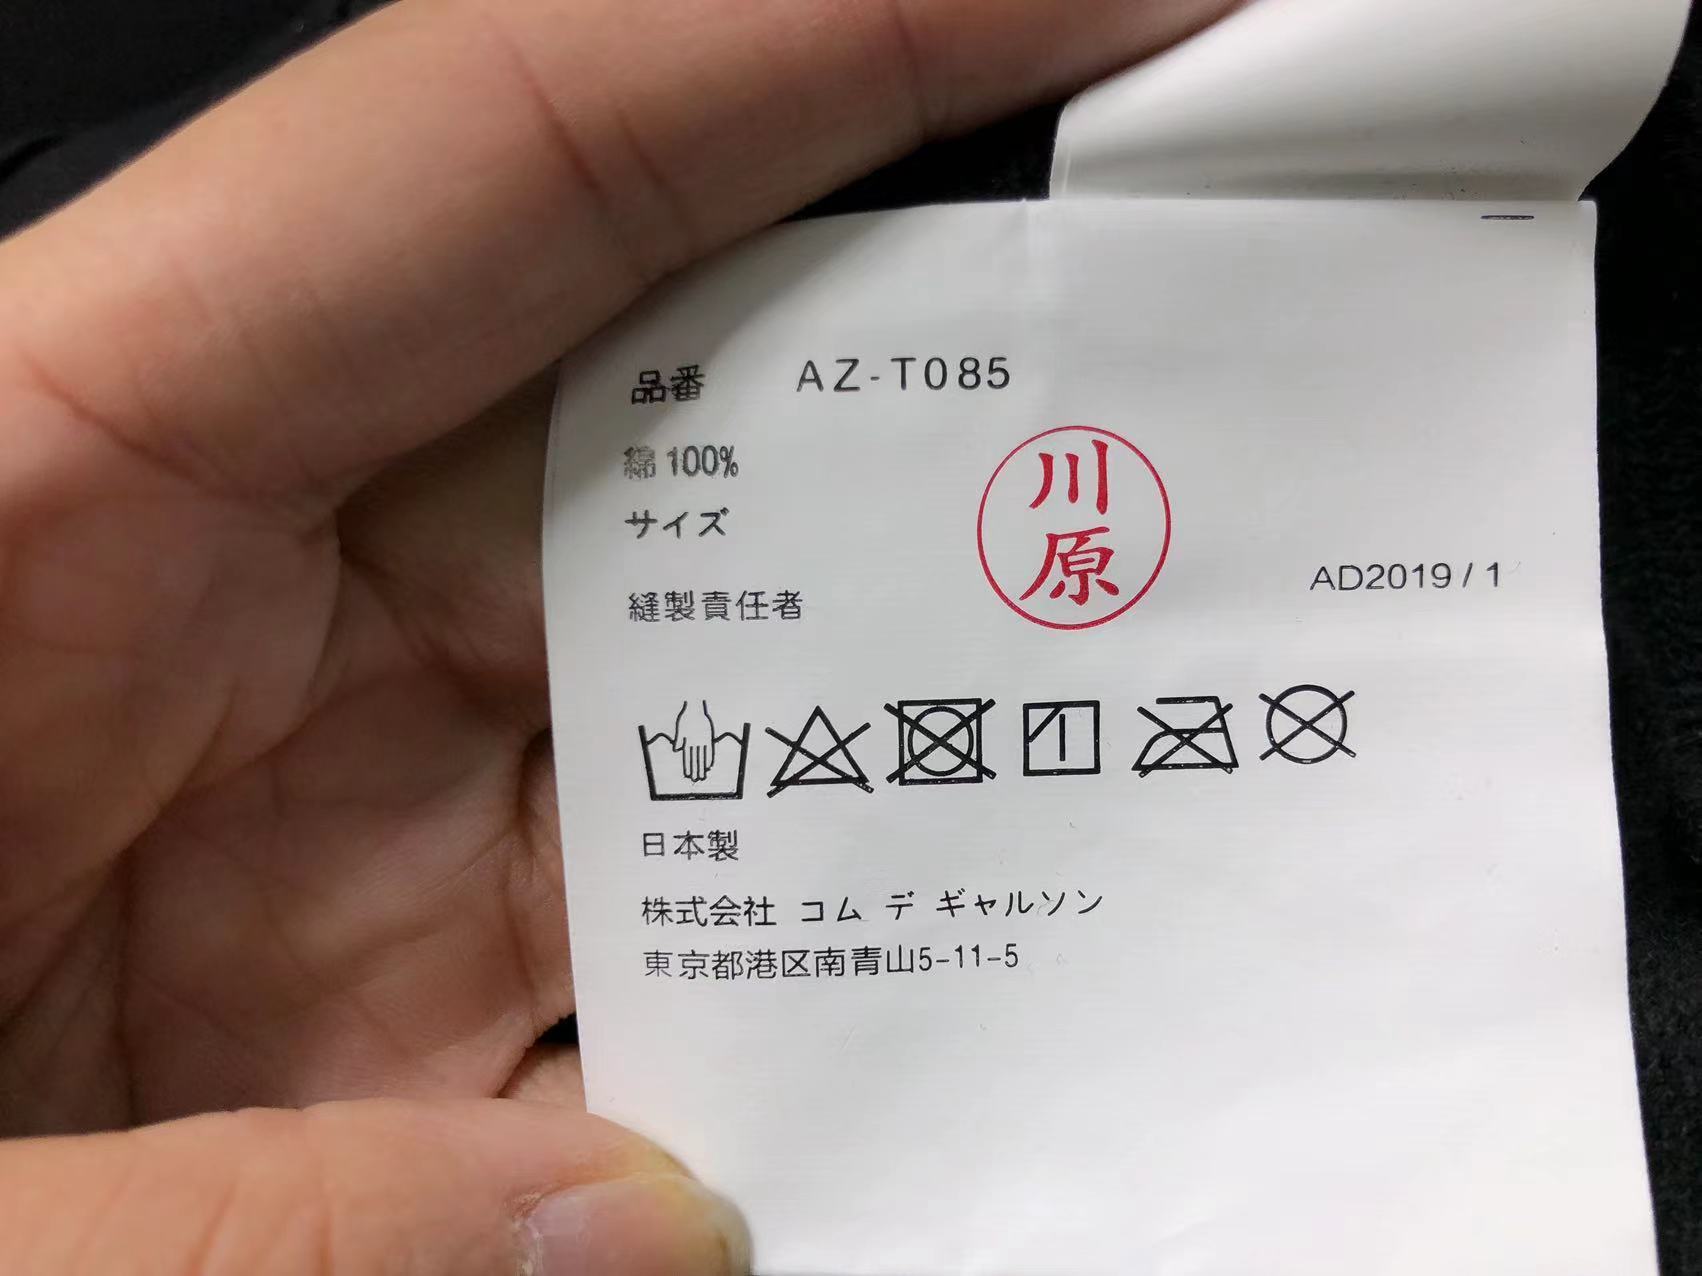 品番 AZ-T085
綿 100%
サイズ
川原
縫製責任者
AD2019 / 1
日本製
株式会社 コム デ ギャルソン
東京都港区南青山5-11-5